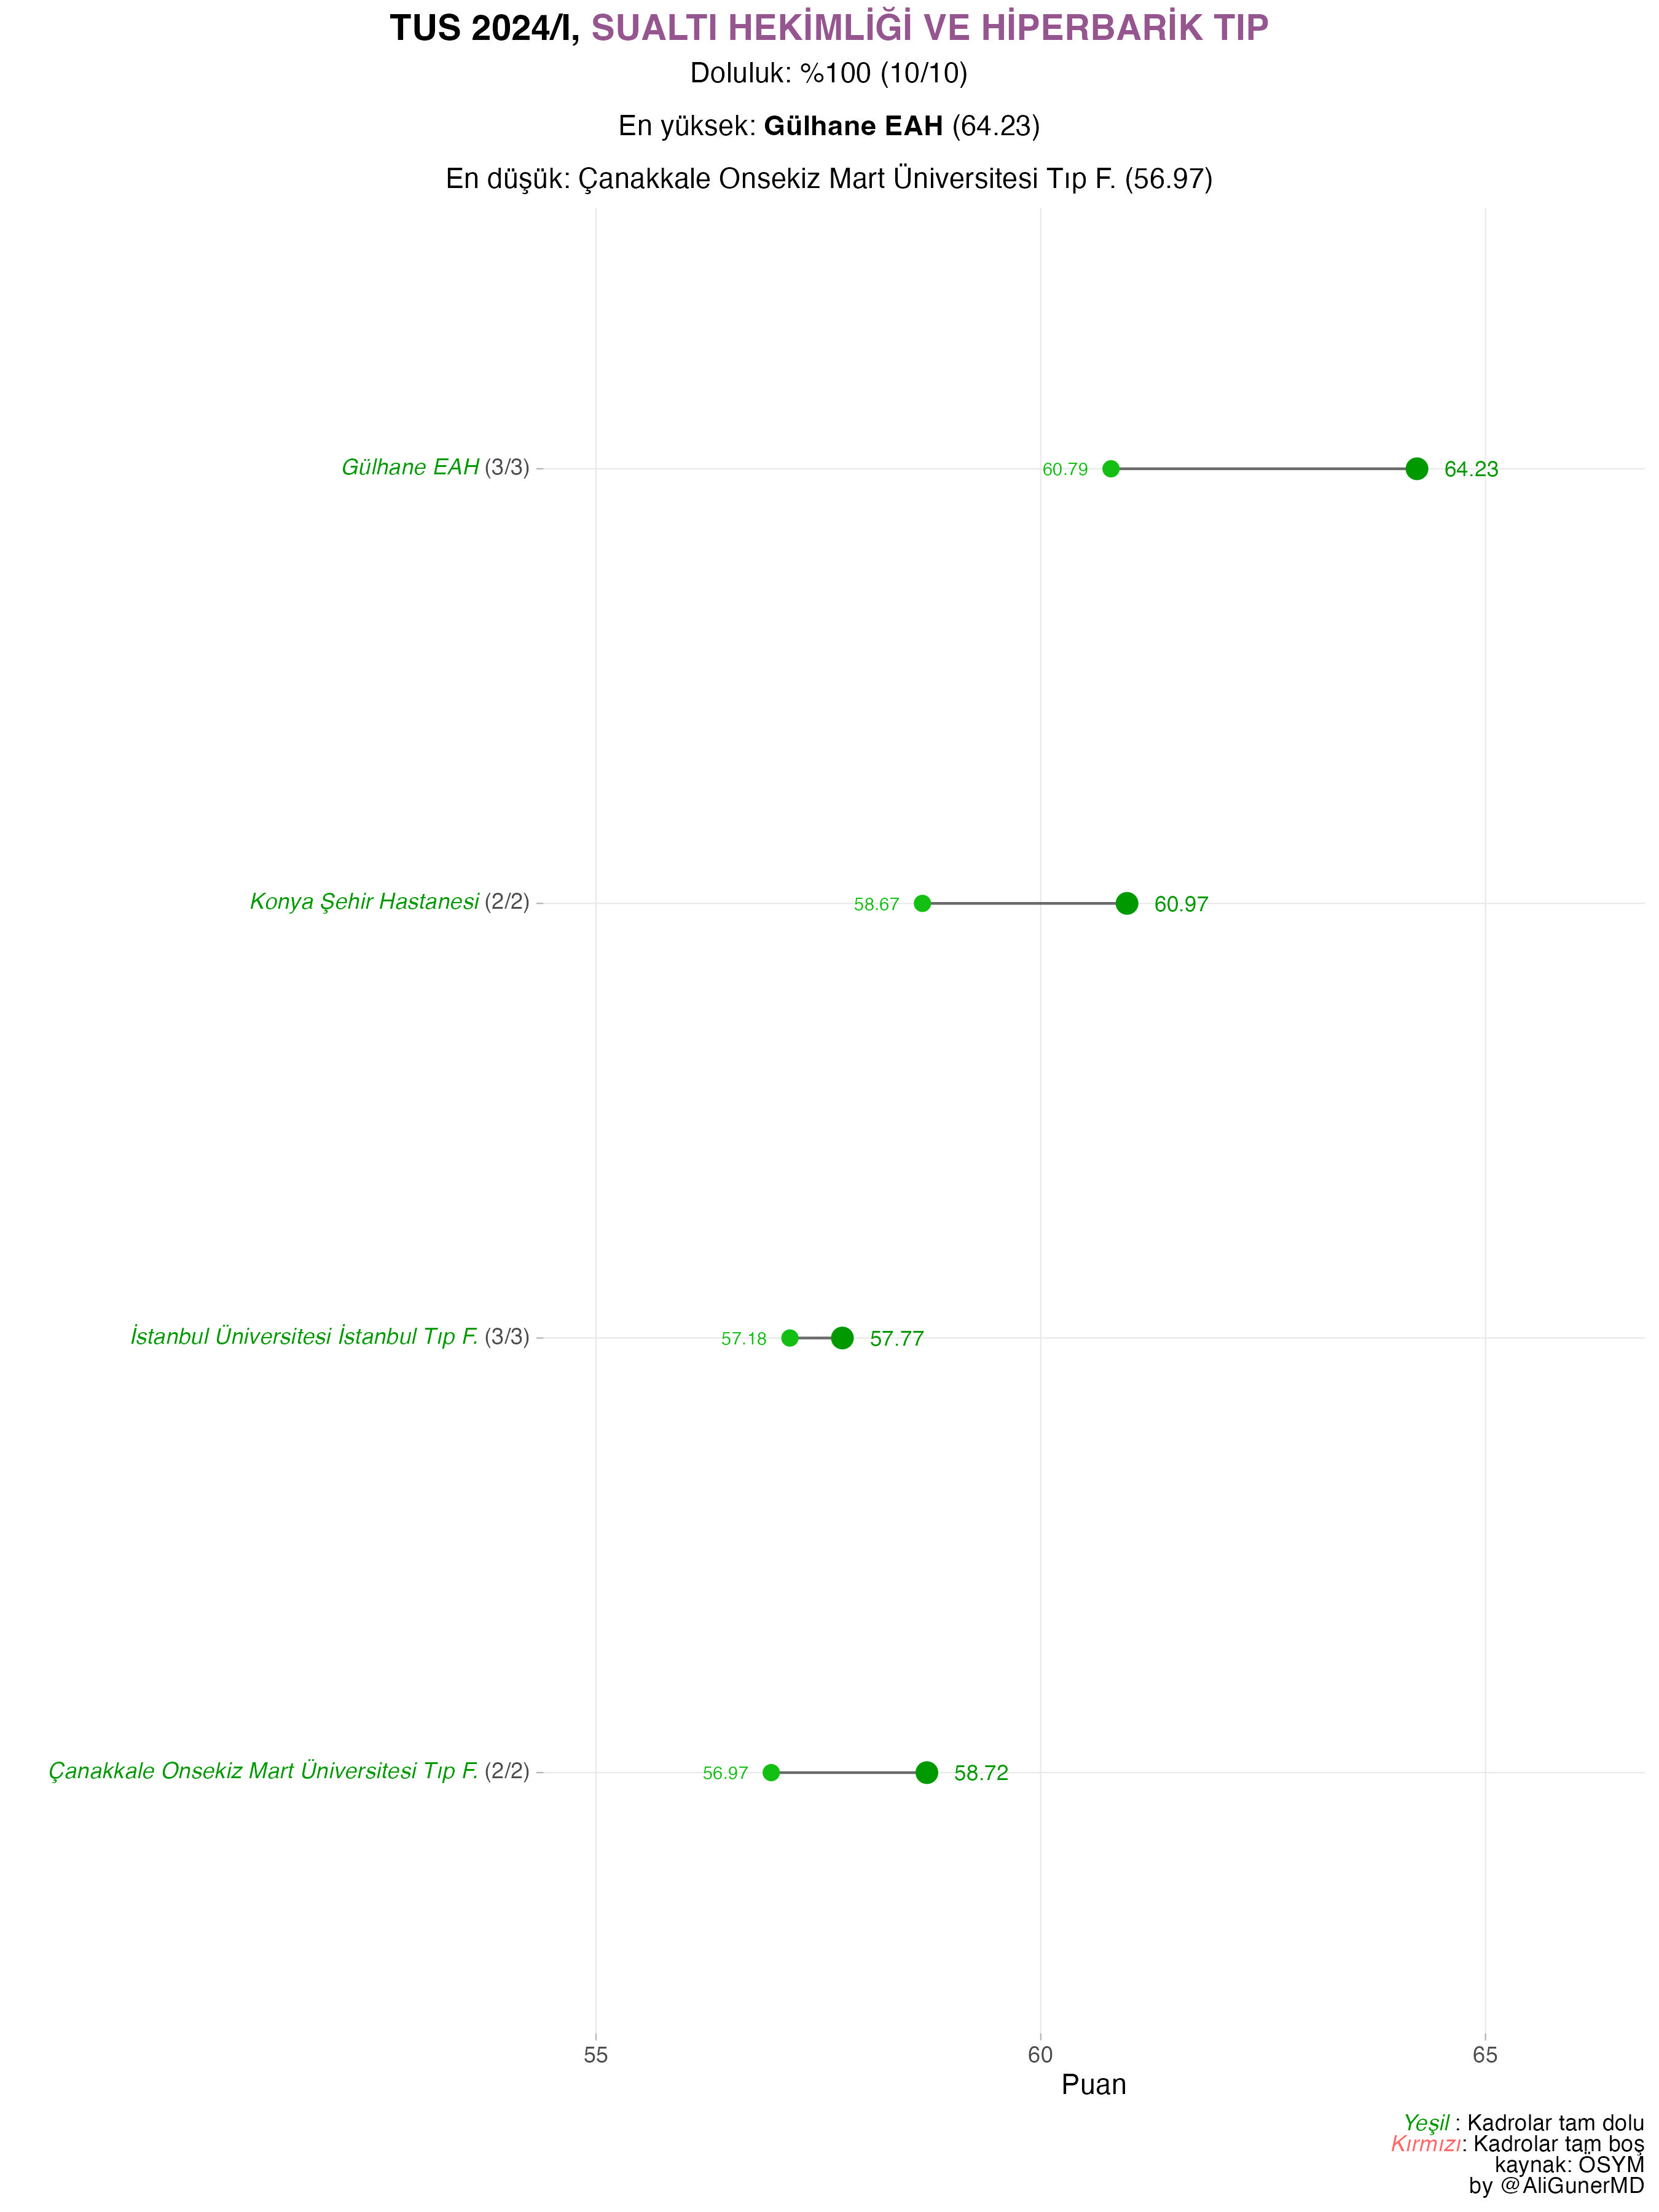 TUS 2024/I, SUALTI HEKİMLİĞİ VE HİPERBARİK TIP
Doluluk: %100 (10/10)
En yüksek: Gülhane EAH (64.23)
En düşük: Çanakkale Onsekiz Mart Üniversitesi Tıp F. (56.97)
Gülhane EAH (3/3) 60.79 64.23
Konya Şehir Hastanesi (2/2) 58.67 60.97
İstanbul Üniversitesi İstanbul Tıp F. (3/3) 57.18 57.77
Çanakkale Onsekiz Mart Üniversitesi Tıp F. (2/2) 56.97 58.72
55 60 65
Puan
Yeşil : Kadrolar tam dolu
Kırmızı: Kadrolar tam boş
kaynak: ÖSYM
by @AliGunerMD